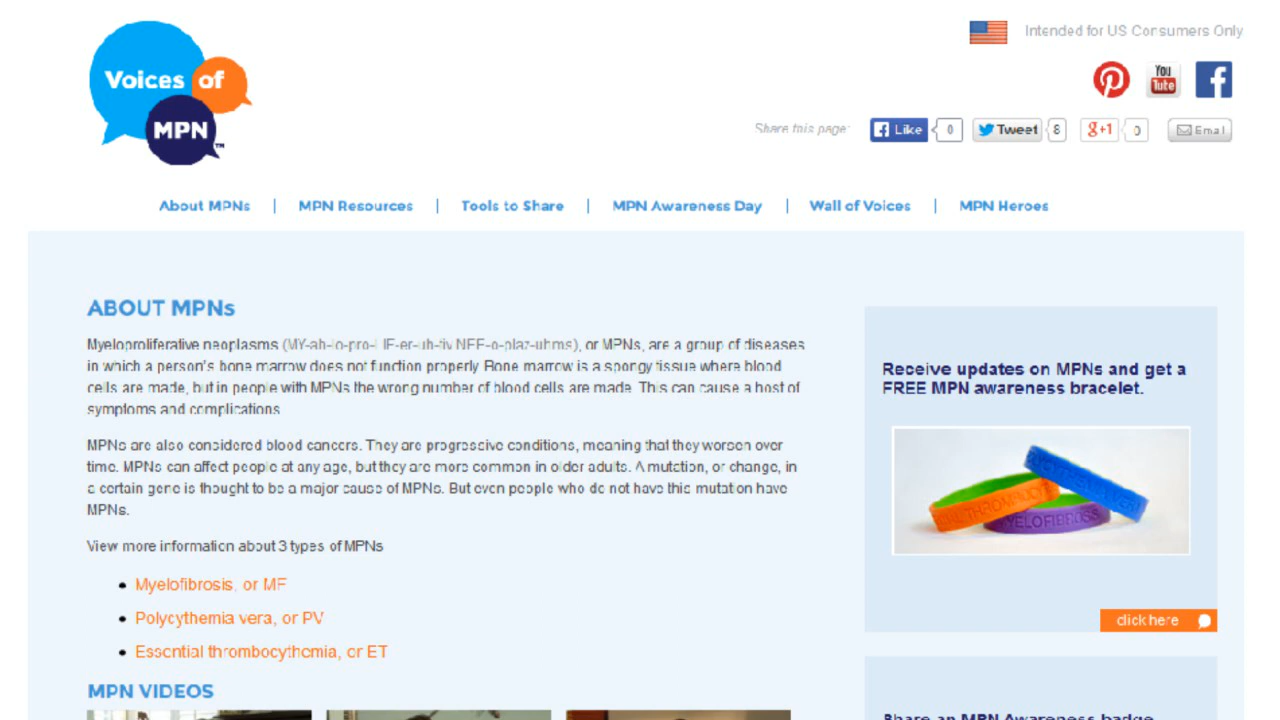 Voices of
MPN™
Intended for US Consumers Only
You
Tube
Share this page:
Like 0
Tweet 8
g+1 0
Email
About MPNs | MPN Resources | Tools to Share | MPN Awareness Day | Wall of Voices | MPN Heroes
ABOUT MPNs
Myeloproliferative neoplasms (MY-ah-lo-pro-LIF-er-uh-tiv NEE-o-plaz-uhms), or MPNs, are a group of diseases
in which a person's bone marrow does not function properly. Bone marrow is a spongy tissue where blood
cells are made, but in people with MPNs the wrong number of blood cells are made. This can cause a host of
symptoms and complications.
MPNs are also considered blood cancers. They are progressive conditions, meaning that they worsen over
time. MPNs can affect people at any age, but they are more common in older adults. A mutation, or change, in
a certain gene is thought to be a major cause of MPNs. But even people who do not have this mutation have
MPNs.
View more information about 3 types of MPNs
• Myelofibrosis, or MF
• Polycythemia vera, or PV
• Essential thrombocythemia, or ET
MPN VIDEOS
Receive updates on MPNs and get a
FREE MPN awareness bracelet.
click here
Share an MPN Awareness badge